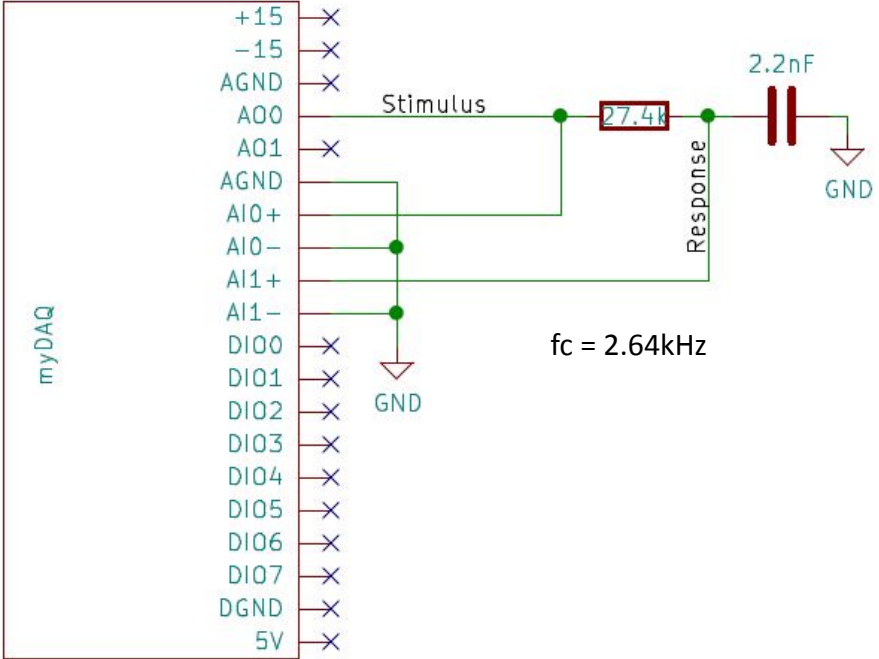 +15
-15
AGND
AO0
AO1
AGND
AI0+
AI0-
AI1+
AI1-
DIO0
DIO1
DIO2
DIO3
DIO4
DIO5
DIO6
DIO7
DGND
5V
myDAQ
Stimulus
27.4k
2.2nF
Response
GND
fc = 2.64kHz
GND